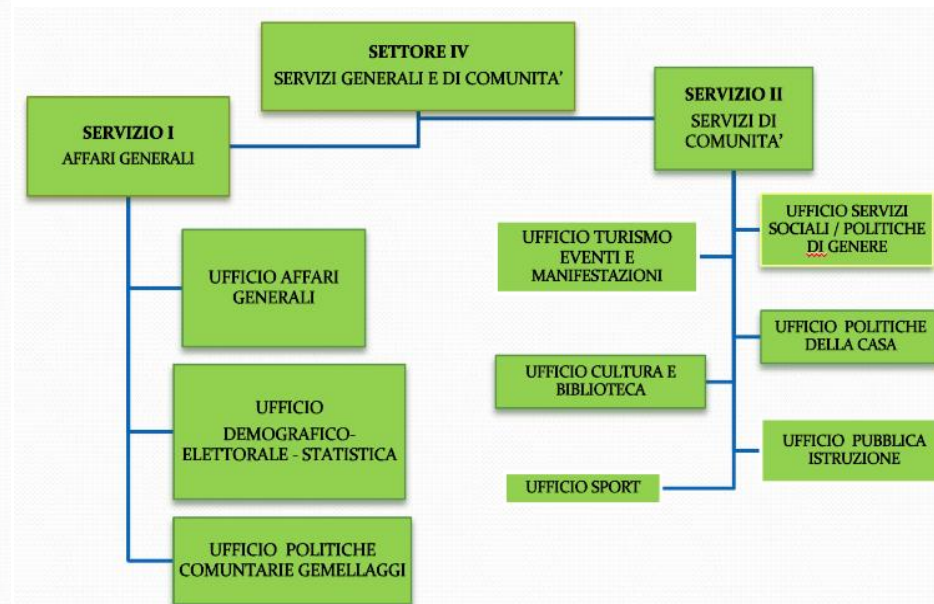 SETTORE IV
SERVIZI GENERALI E DI COMUNITA'
SERVIZIO I
AFFARI GENERALI
UFFICIO AFFARI
GENERALI
UFFICIO
DEMOGRAFICO-
ELETTORALE - STATISTICA
UFFICIO POLITICHE
COMUNTARIE GEMELLAGGI
SERVIZIO II
SERVIZI DI
COMUNITA'
UFFICIO TURISMO
EVENTI E
MANIFESTAZIONI
UFFICIO SERVIZI
SOCIALI / POLITICHE
DI GENERE
UFFICIO CULTURA E
BIBLIOTECA
UFFICIO POLITICHE
DELLA CASA
UFFICIO SPORT
UFFICIO PUBBLICA
ISTRUZIONE